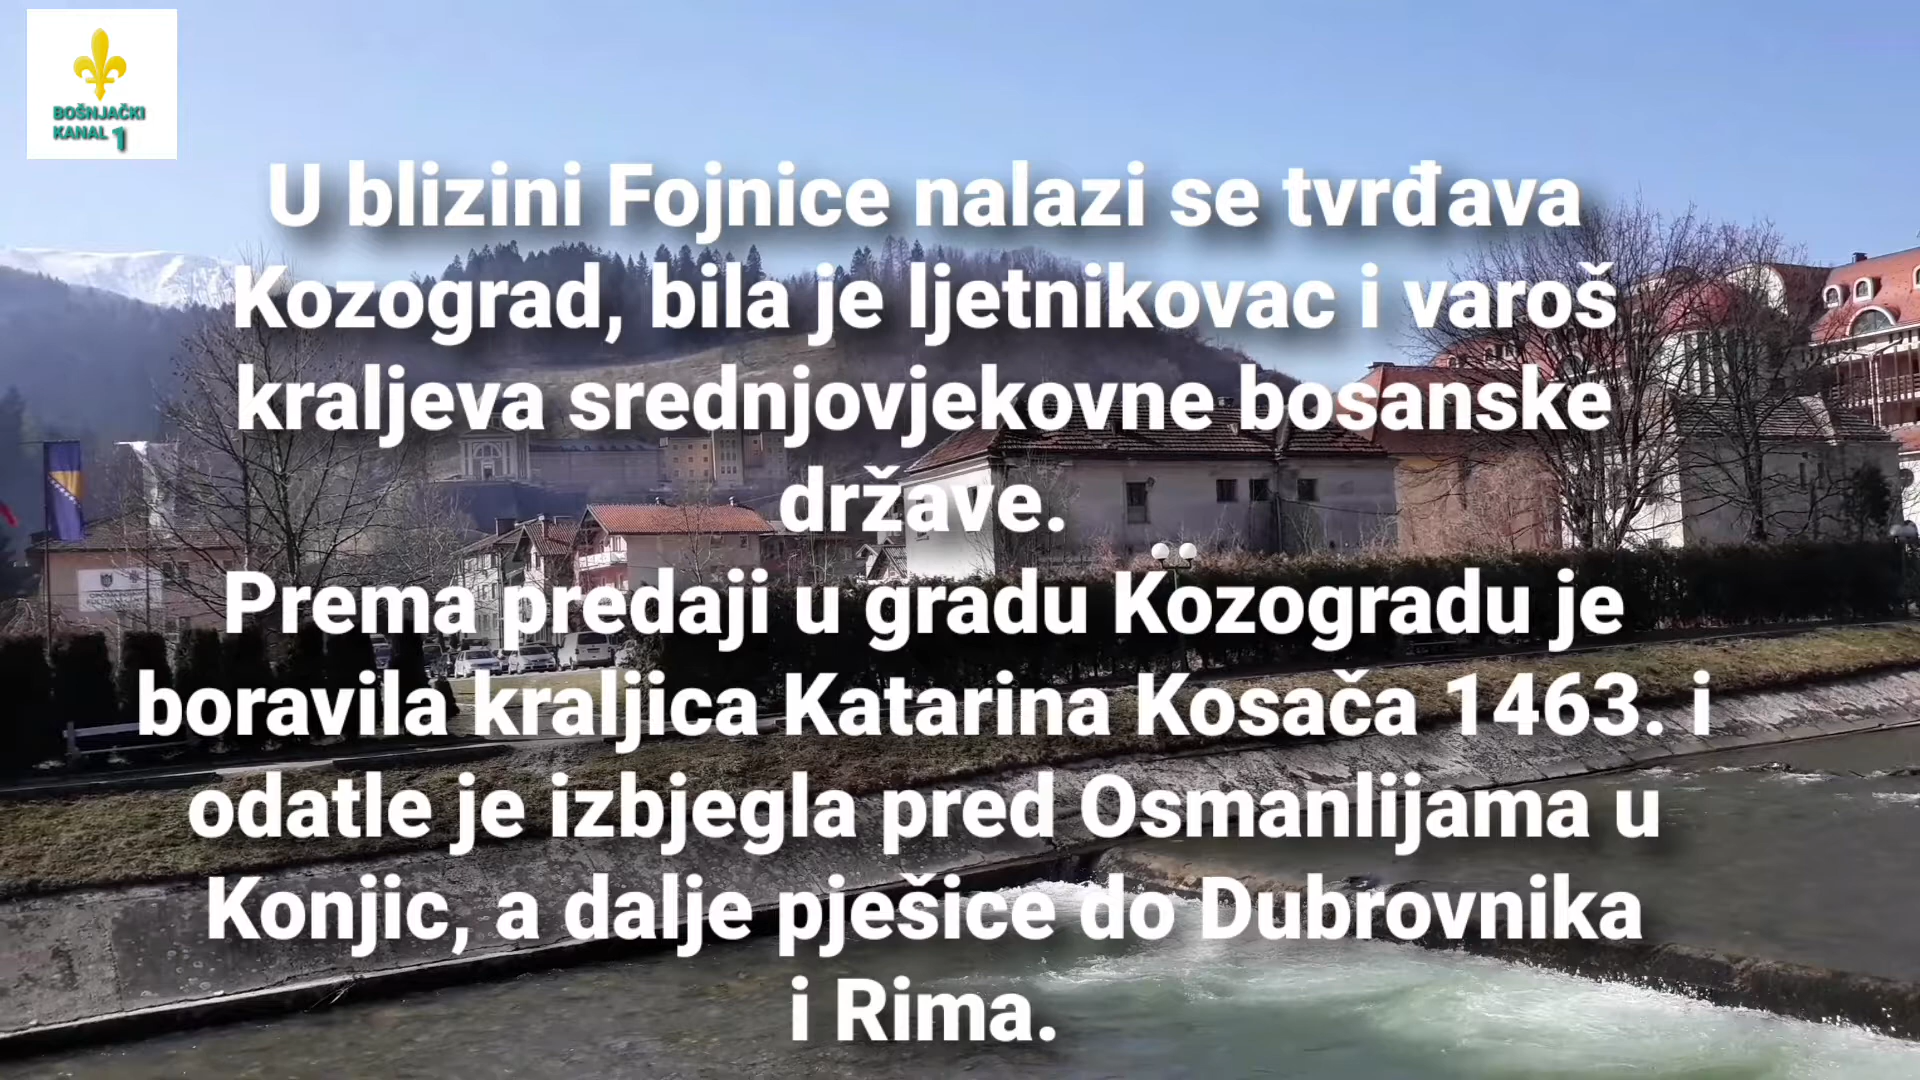 BOŠNJAČKI
KANAL 1
U blizini Fojnice nalazi se tvrđava
Kozograd, bila je ljetnikovac i varoš
kraljeva srednjovjekovne bosanske
države.
Prema predaji u gradu Kozogradu je
boravila kraljica Katarina Kosača 1463. i
odatle je izbjegla pred Osmanlijama u
Konjic, a dalje pješice do Dubrovnika
i Rima.